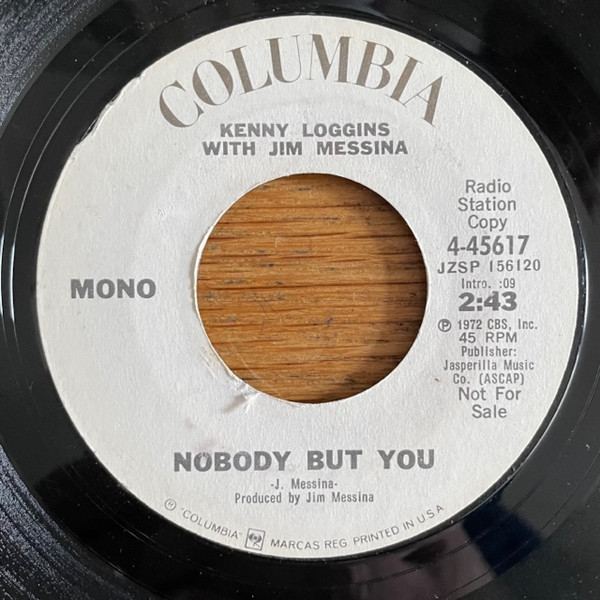 COLUMBIA
KENNY LOGGINS
WITH JIM MESSINA
MONO
Radio
Station
Copy
4-45617
JZSP 156120
Intro. :09
2:43
Ⓟ 1972 CBS, Inc.
45 RPM
Publisher:
Jasperilla Music
Co. (ASCAP)
Not For
Sale
NOBODY BUT YOU
-J. Messina-
Produced by Jim Messina
® "COLUMBIA" MARCAS REG. PRINTED IN U.S.A.